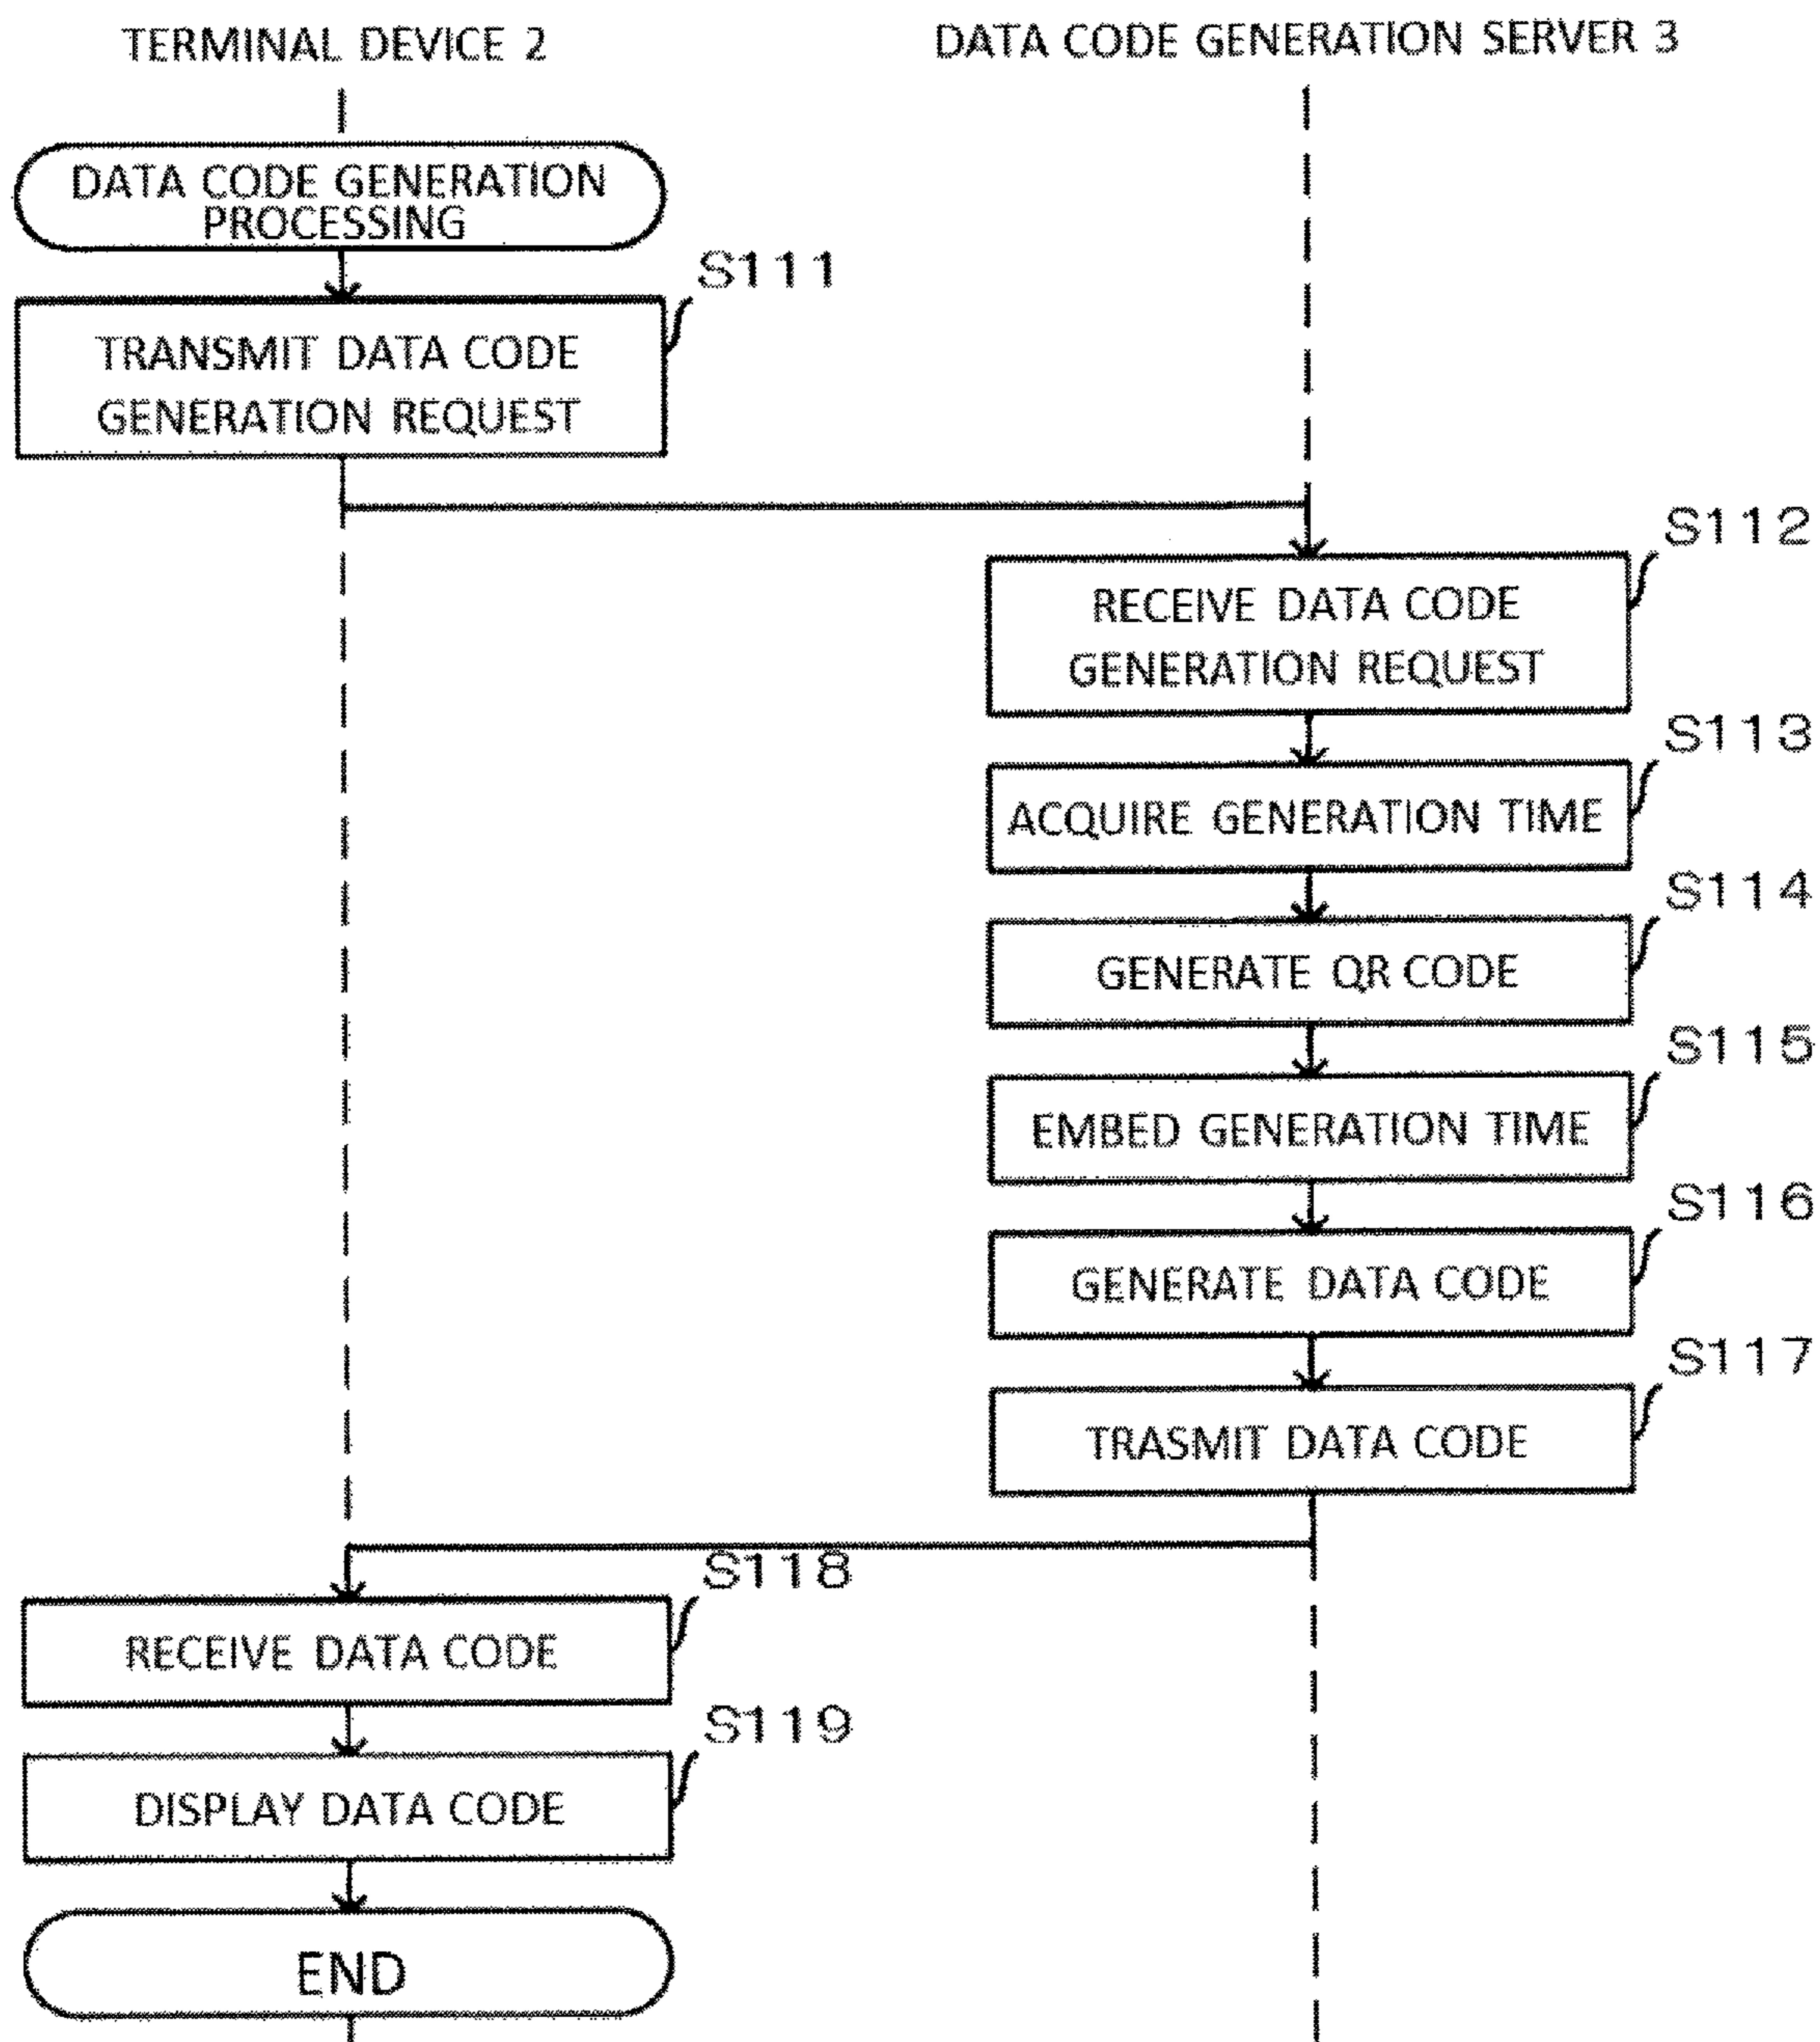 TERMINAL DEVICE 2
DATA CODE GENERATION SERVER 3
DATA CODE GENERATION
PROCESSING
S111
TRANSMIT DATA CODE
GENERATION REQUEST
S112
RECEIVE DATA CODE
GENERATION REQUEST
S113
ACQUIRE GENERATION TIME
S114
GENERATE QR CODE
S115
EMBED GENERATION TIME
S116
GENERATE DATA CODE
S117
TRASMIT DATA CODE
S118
RECEIVE DATA CODE
S119
DISPLAY DATA CODE
END